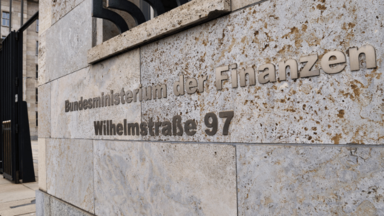 Bundesministerium der Finanzen
Wilhelmstraße 97